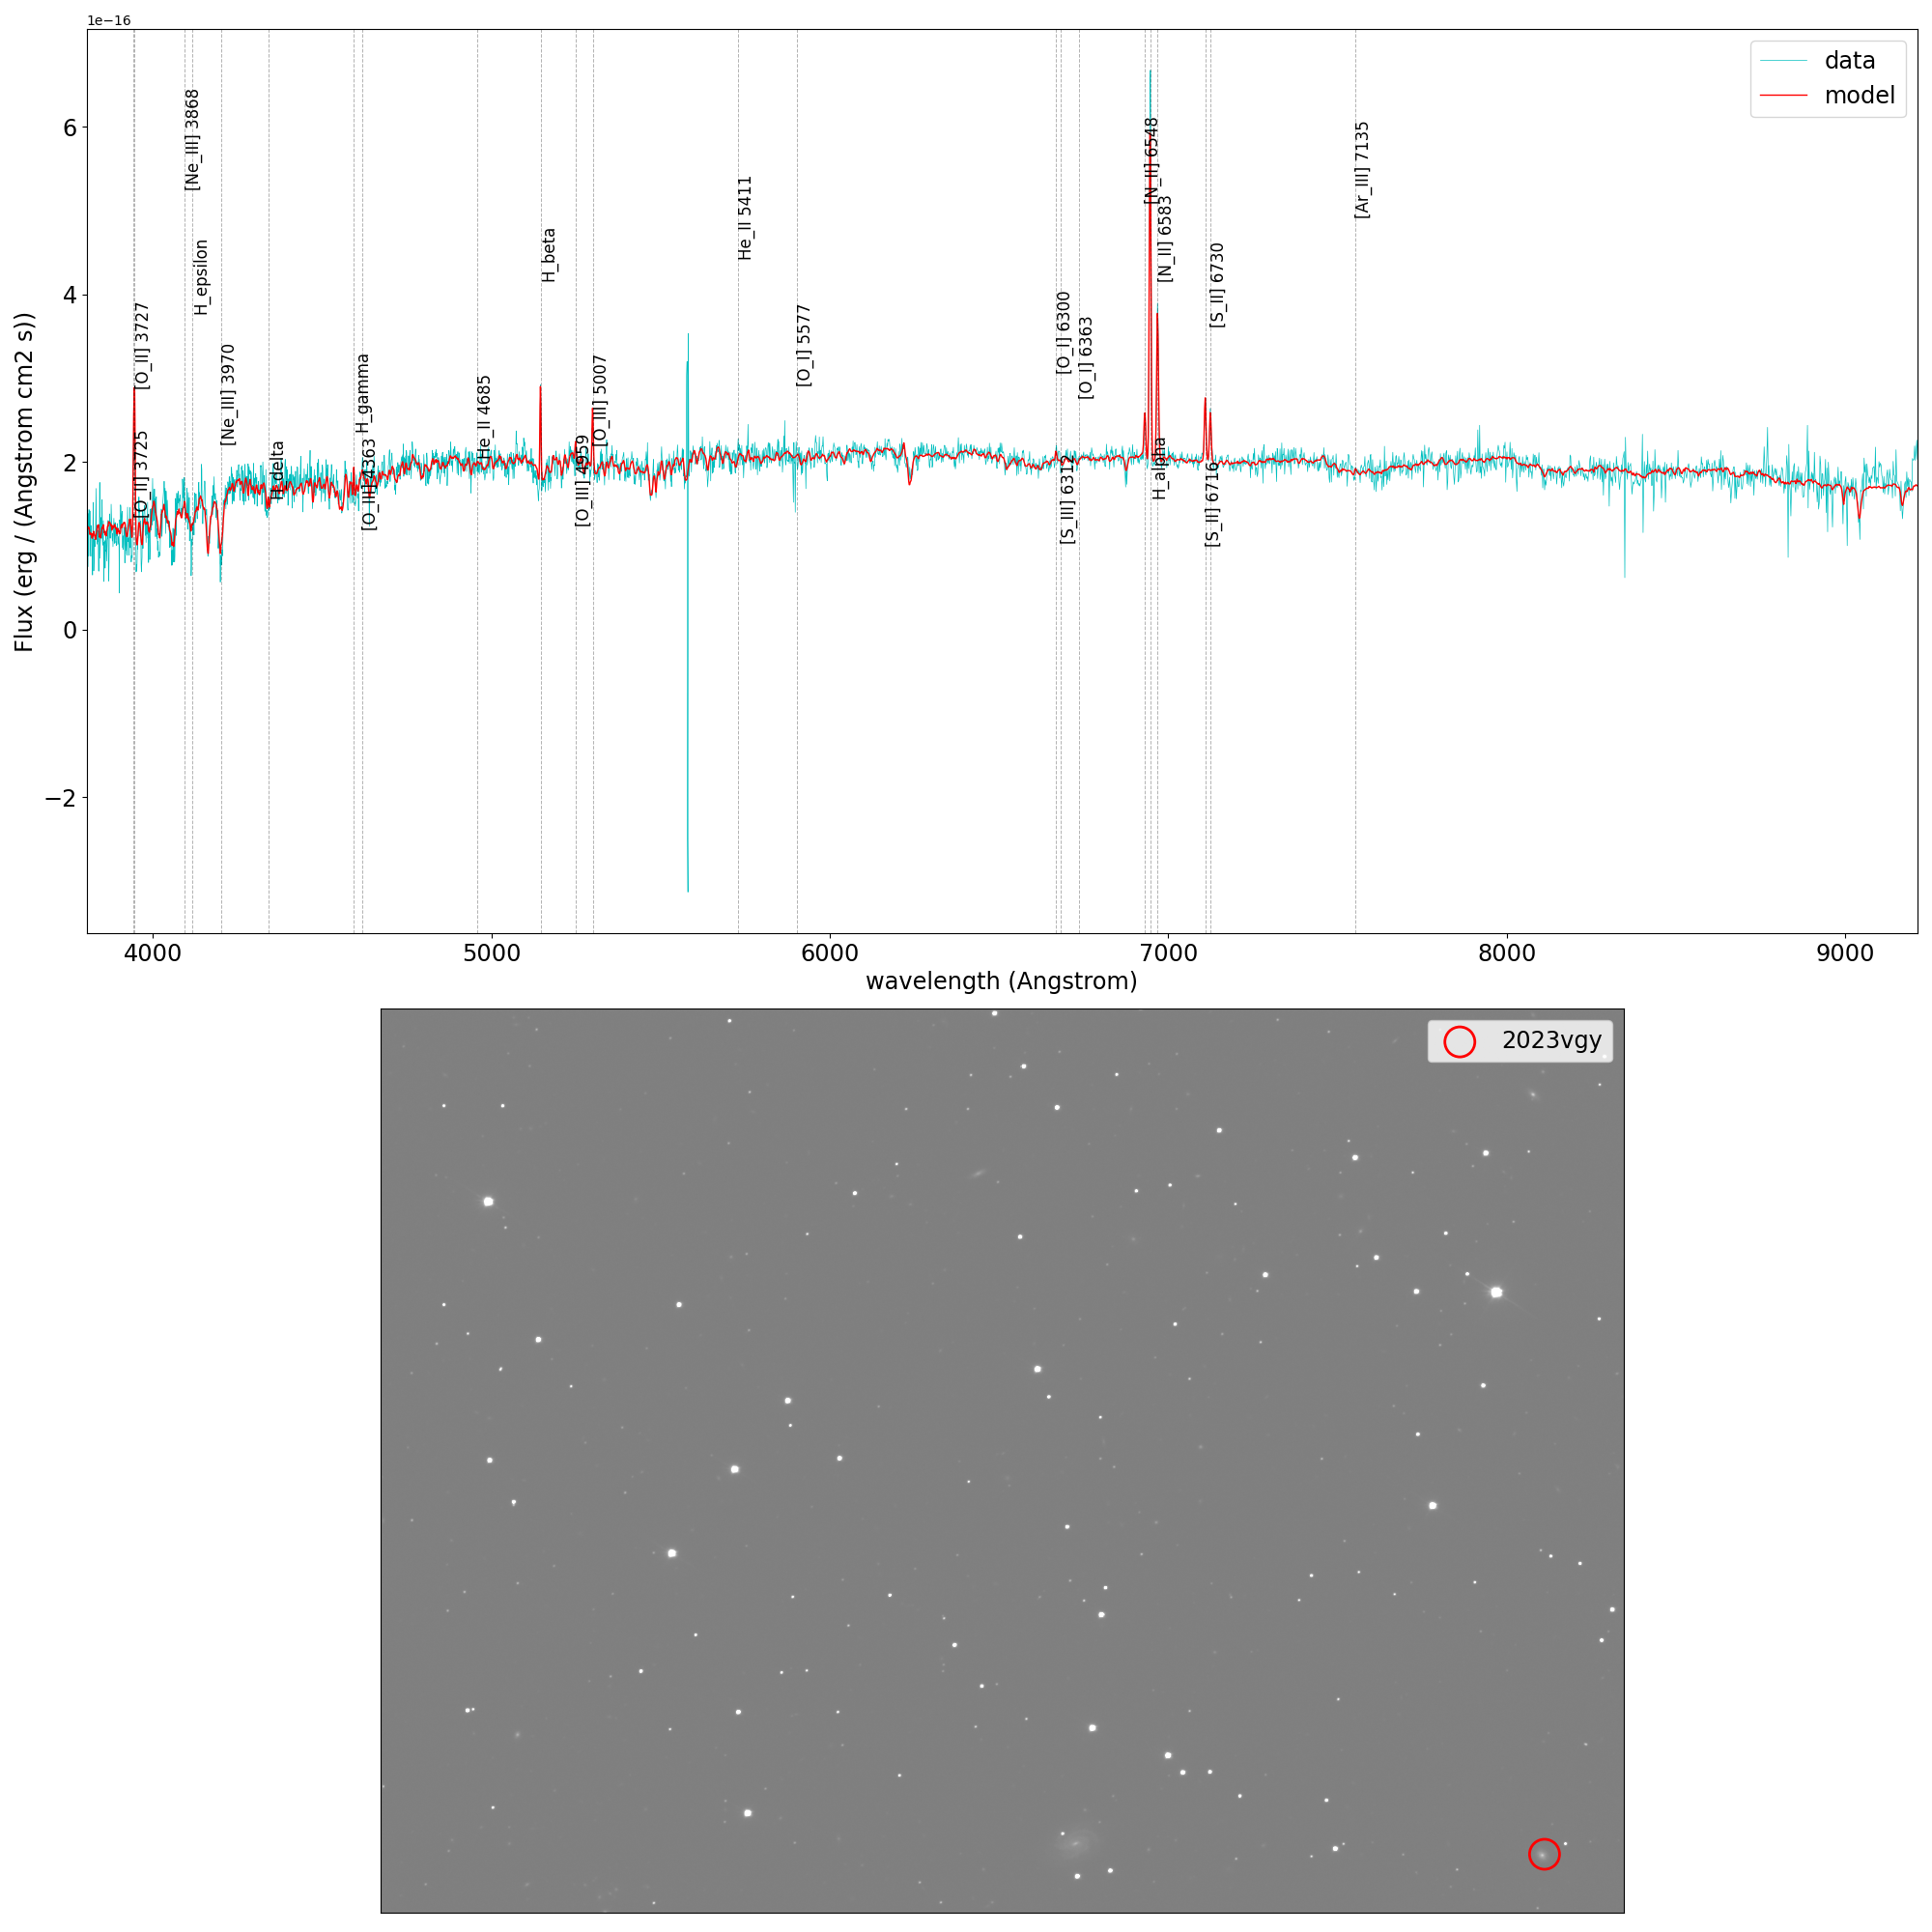 1e−16
data
model
Flux (erg / (Angstrom cm2 s))
6
4
2
0
−2
[O_II] 3725
[O_II] 3727
[Ne_III] 3868
H_epsilon
[Ne_III] 3970
H_delta
H_gamma
[O_III] 4363
He_II 4685
H_beta
[O_III] 4959
[O_III] 5007
He_II 5411
[O_I] 5577
[O_I] 6300
[S_III] 6312
[O_I] 6363
[N_II] 6548
H_alpha
[N_II] 6583
[S_II] 6716
[S_II] 6730
[Ar_III] 7135
4000
5000
6000
7000
8000
9000
wavelength (Angstrom)
2023vgy